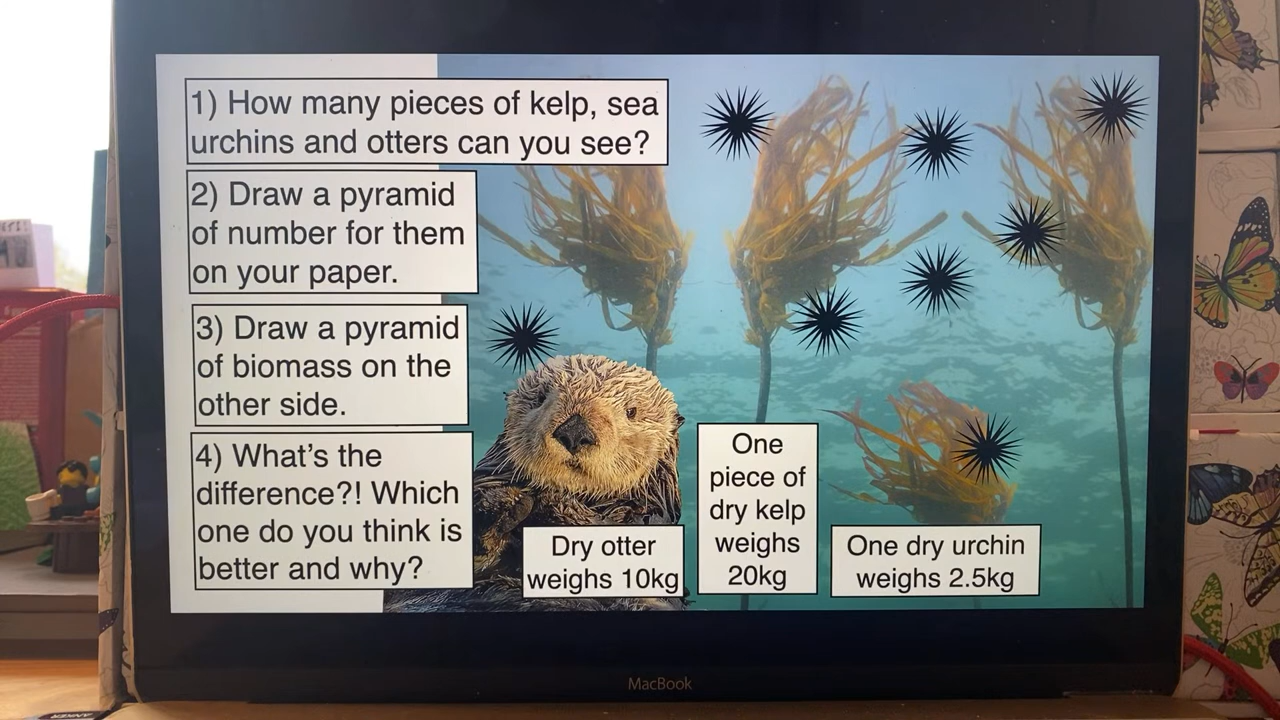 1) How many pieces of kelp, sea
urchins and otters can you see?
2) Draw a pyramid
of number for them
on your paper.
3) Draw a pyramid
of biomass on the
other side.
4) What's the
difference?! Which
one do you think is
better and why?
Dry otter
weighs 10kg
One
piece of
dry kelp
weighs
20kg
One dry urchin
weighs 2.5kg
MacBook
ANKER